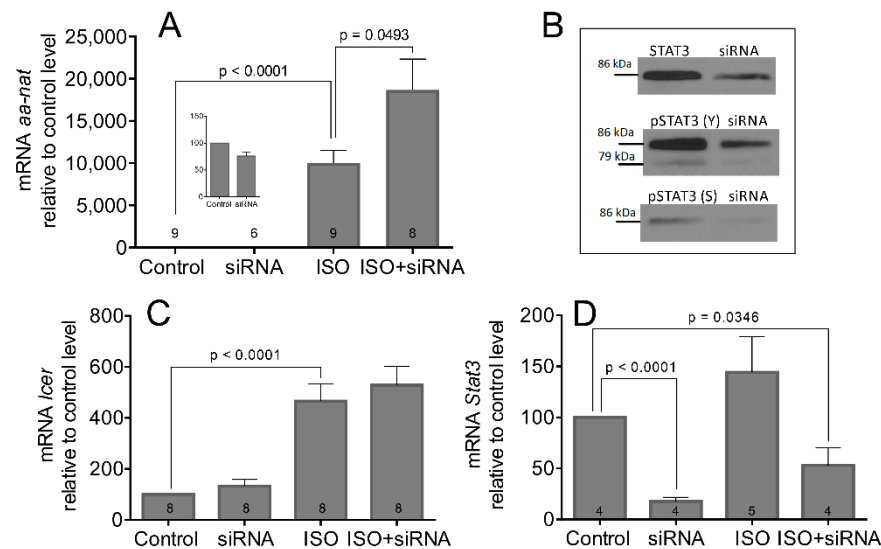 A
mRNA aa-nat
relative to control level
25,000
20,000
15,000
10,000
5,000
0
p < 0.0001
p = 0.0493
150
100
50
0
Control siRNA
9 6 9 8
Control siRNA ISO ISO+siRNA
B
STAT3 siRNA
86 kDa
pSTAT3 (Y) siRNA
86 kDa
79 kDa
pSTAT3 (S) siRNA
86 kDa
C
mRNA Icer
relative to control level
800
600
400
200
0
p < 0.0001
8 8 8 8
Control siRNA ISO ISO+siRNA
D
mRNA Stat3
relative to control level
200
150
100
50
0
p = 0.0346
p < 0.0001
4 4 5 4
Control siRNA ISO ISO+siRNA